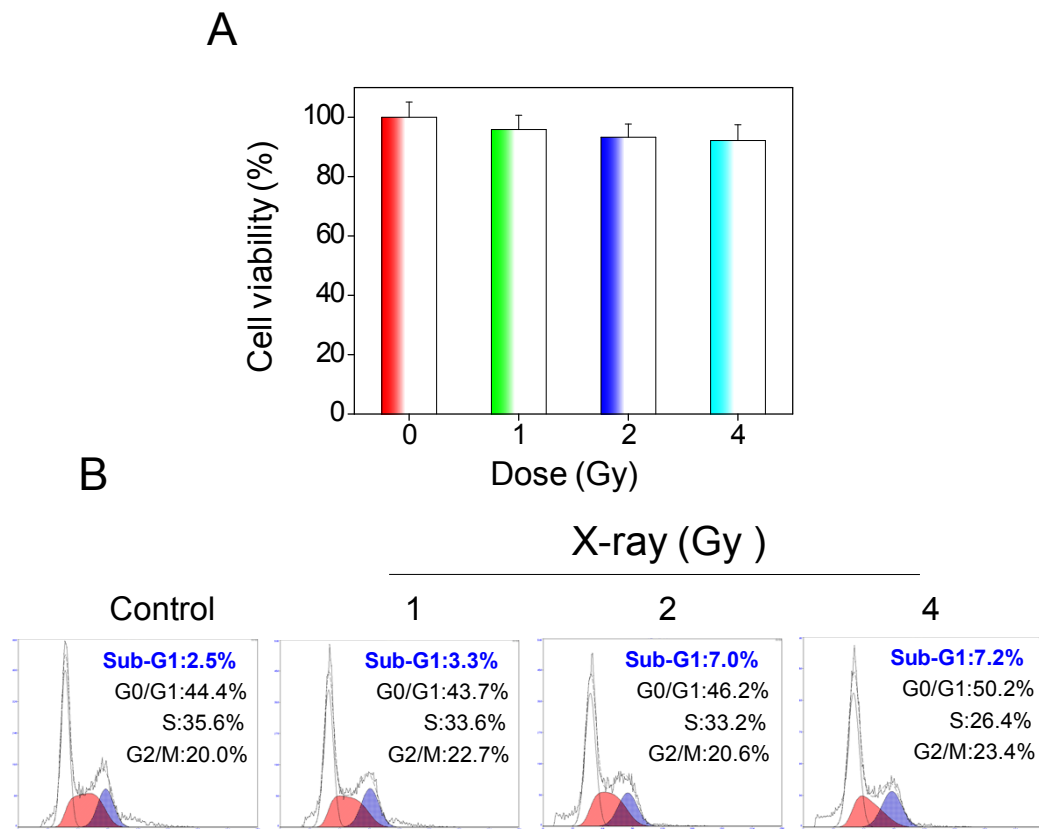 A
Cell viability (%)
100
80
60
40
20
0
0 1 2 4
Dose (Gy)
B
X-ray (Gy )
Control 1 2 4
Sub-G1:2.5%
G0/G1:44.4%
S:35.6%
G2/M:20.0%
Sub-G1:3.3%
G0/G1:43.7%
S:33.6%
G2/M:22.7%
Sub-G1:7.0%
G0/G1:46.2%
S:33.2%
G2/M:20.6%
Sub-G1:7.2%
G0/G1:50.2%
S:26.4%
G2/M:23.4%